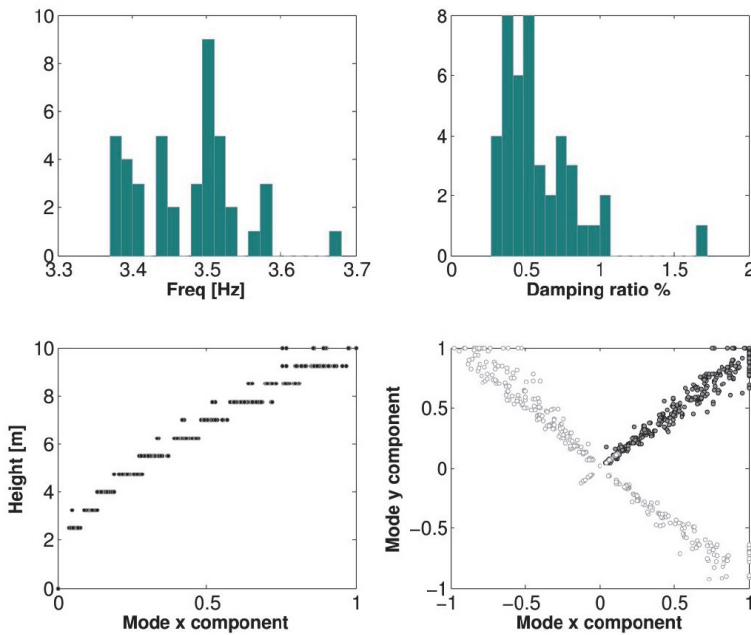 10
8
6
4
2
0
3.3 3.4 3.5 3.6 3.7
Freq [Hz]
8
6
4
2
0
0 0.5 1 1.5 2
Damping ratio %
10
8
6
4
2
0
Height [m]
0 0.5 1
Mode x component
1
0.5
0
−0.5
−1
Mode y component
−1 −0.5 0 0.5 1
Mode x component